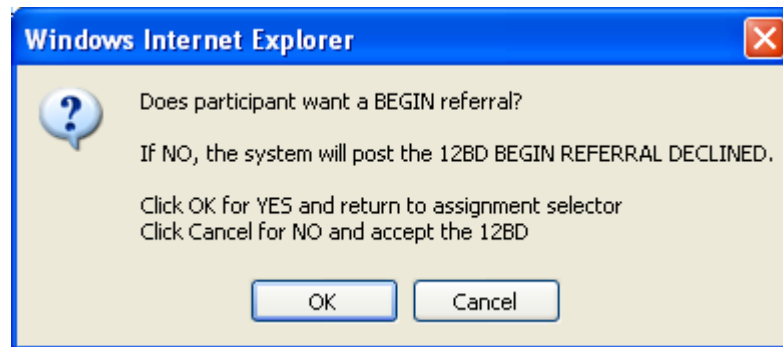 Windows Internet Explorer
Does participant want a BEGIN referral?
If NO, the system will post the 12BD BEGIN REFERRAL DECLINED.
Click OK for YES and return to assignment selector
Click Cancel for NO and accept the 12BD
OK
Cancel